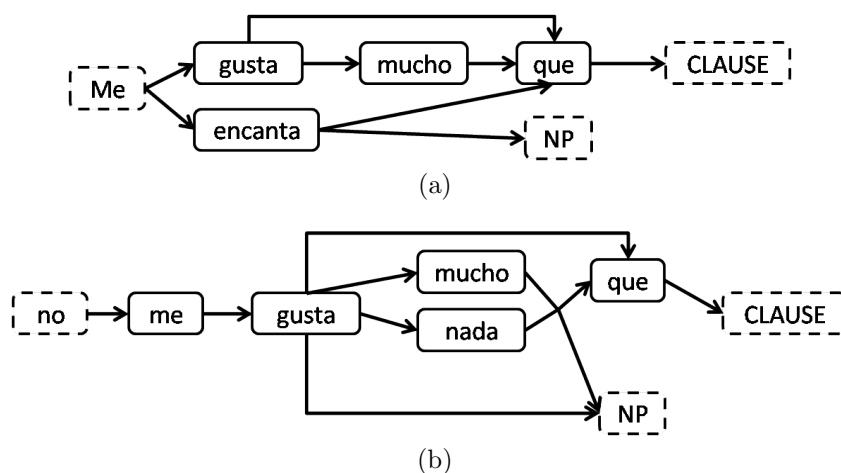 gusta mucho que CLAUSE
Me
encanta NP
(a)
mucho que
no me gusta CLAUSE
nada
NP
(b)